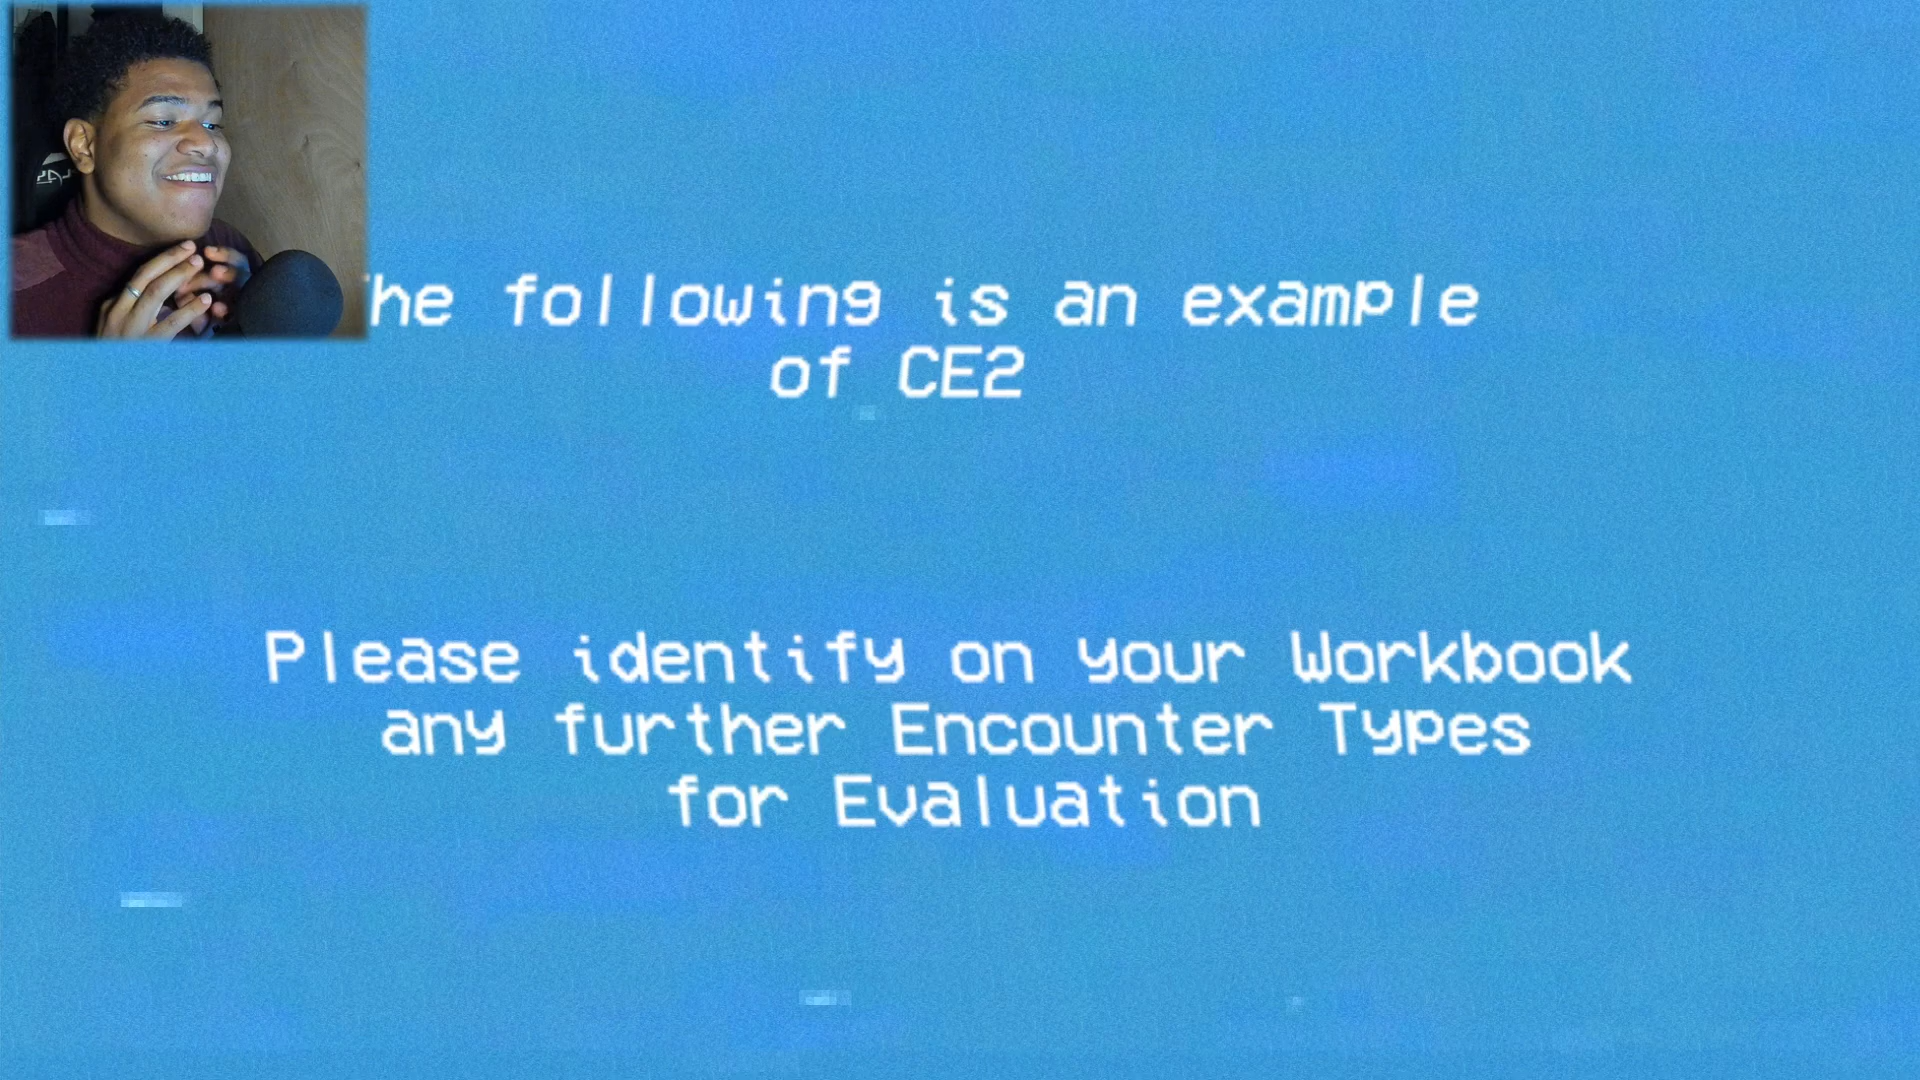 he following is an example
of CE2
Please identify on your Workbook
any further Encounter Types
for Evaluation